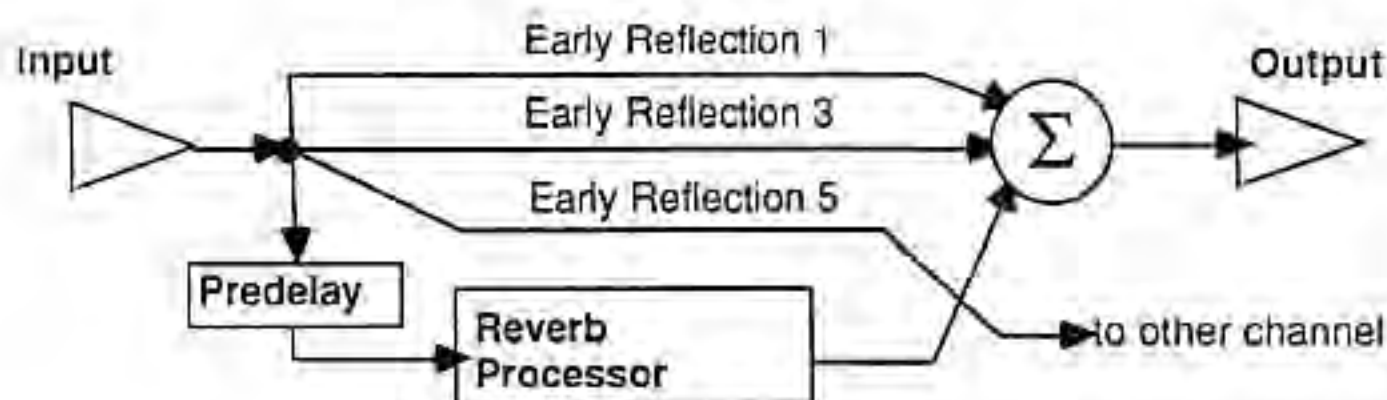 Input
Early Reflection 1
Output
Early Reflection 3
Σ
Early Reflection 5
Predelay
Reverb
Processor
to other channel